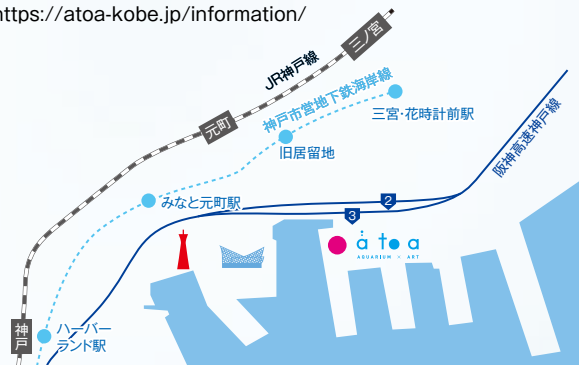 https://atoa-kobe.jp/information/
三ノ宮
JR神戸線
神戸市営地下鉄海岸線
三宮・花時計前駅
元町
旧居留地
阪神高速神戸線
みなと元町駅
2
3
átoa
AQUARIUM × ART
神戸
ハーバー
ランド駅